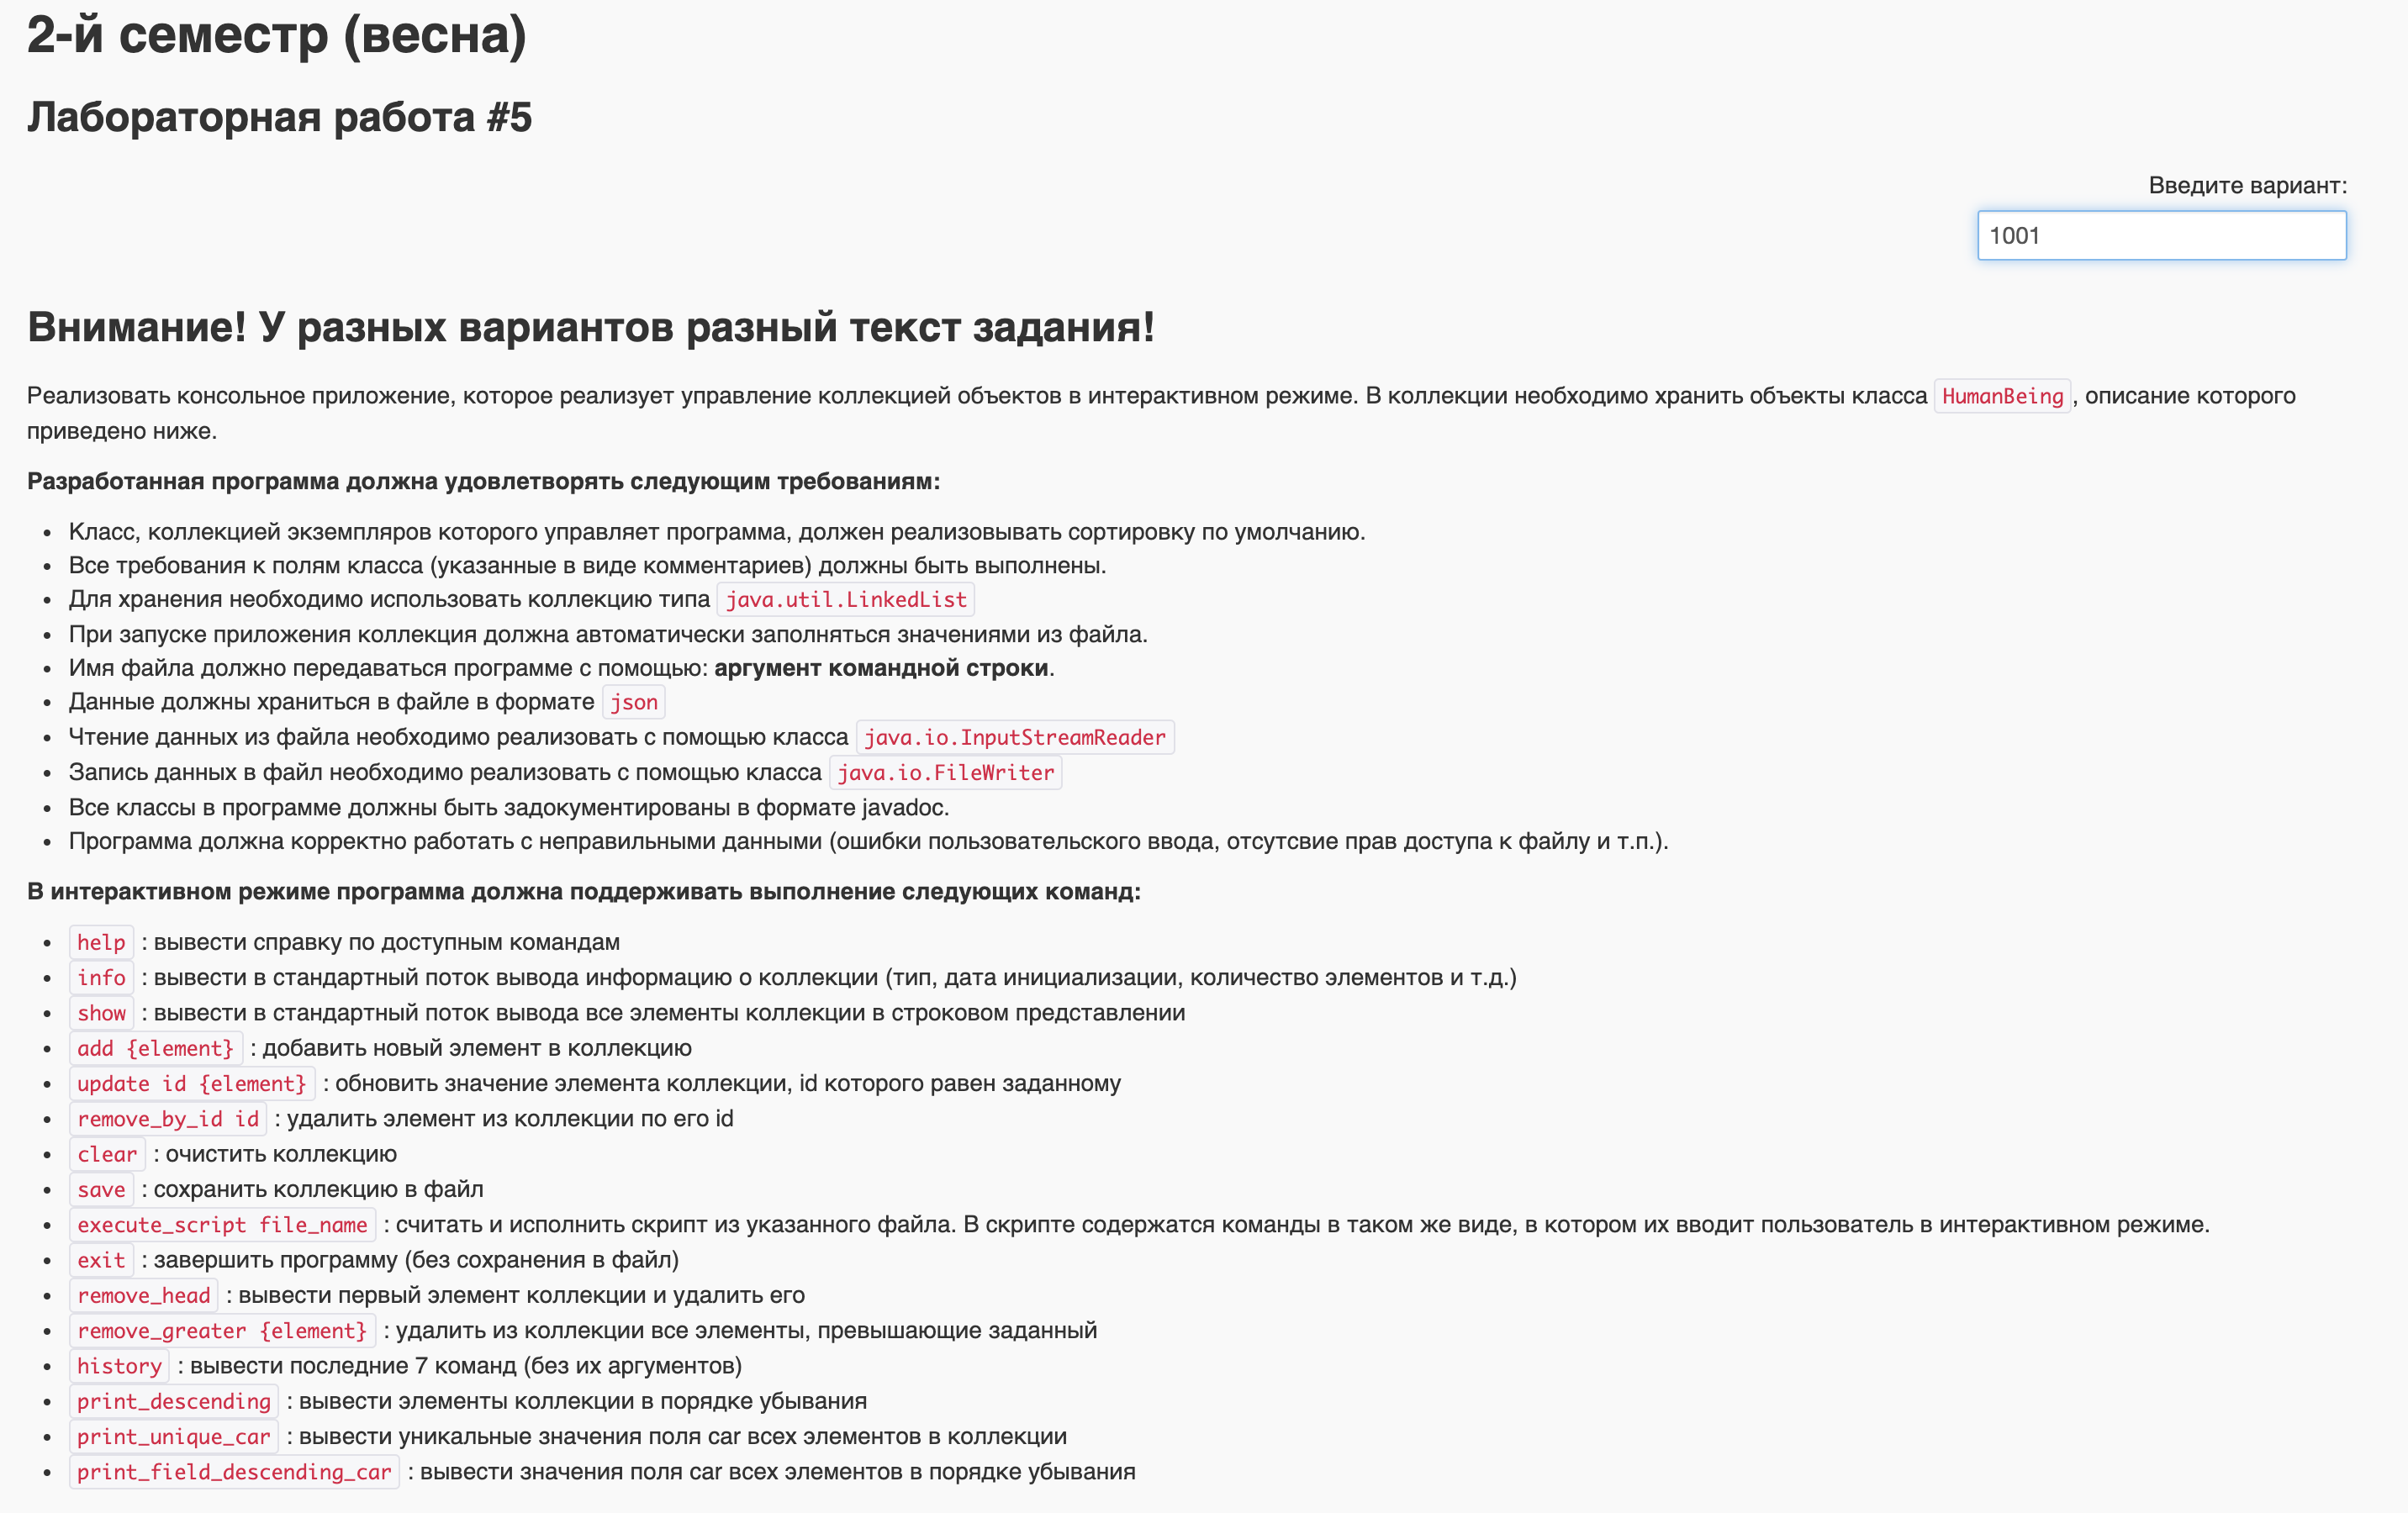 2-й семестр (весна)
Лабораторная работа #5
Введите вариант:
1001
Внимание! У разных вариантов разный текст задания!
Реализовать консольное приложение, которое реализует управление коллекцией объектов в интерактивном режиме. В коллекции необходимо хранить объекты класса HumanBeing, описание которого
приведено ниже.
Разработанная программа должна удовлетворять следующим требованиям:
• Класс, коллекцией экземпляров которого управляет программа, должен реализовывать сортировку по умолчанию.
• Все требования к полям класса (указанные в виде комментариев) должны быть выполнены.
• Для хранения необходимо использовать коллекцию типа java.util.LinkedList
• При запуске приложения коллекция должна автоматически заполняться значениями из файла.
• Имя файла должно передаваться программе с помощью: аргумент командной строки.
• Данные должны храниться в файле в формате json
• Чтение данных из файла необходимо реализовать с помощью класса java.io.InputStreamReader
• Запись данных в файл необходимо реализовать с помощью класса java.io.FileWriter
• Все классы в программе должны быть задокументированы в формате javadoc.
• Программа должна корректно работать с неправильными данными (ошибки пользовательского ввода, отсутсвие прав доступа к файлу и т.п.).
В интерактивном режиме программа должна поддерживать выполнение следующих команд:
• help : вывести справку по доступным командам
• info : вывести в стандартный поток вывода информацию о коллекции (тип, дата инициализации, количество элементов и т.д.)
• show : вывести в стандартный поток вывода все элементы коллекции в строковом представлении
• add {element} : добавить новый элемент в коллекцию
• update id {element} : обновить значение элемента коллекции, id которого равен заданному
• remove_by_id id : удалить элемент из коллекции по его id
• clear : очистить коллекцию
• save : сохранить коллекцию в файл
• execute_script file_name : считать и исполнить скрипт из указанного файла. В скрипте содержатся команды в таком же виде, в котором их вводит пользователь в интерактивном режиме.
• exit : завершить программу (без сохранения в файл)
• remove_head : вывести первый элемент коллекции и удалить его
• remove_greater {element} : удалить из коллекции все элементы, превышающие заданный
• history : вывести последние 7 команд (без их аргументов)
• print_descending : вывести элементы коллекции в порядке убывания
• print_unique_car : вывести уникальные значения поля car всех элементов в коллекции
• print_field_descending_car : вывести значения поля car всех элементов в порядке убывания